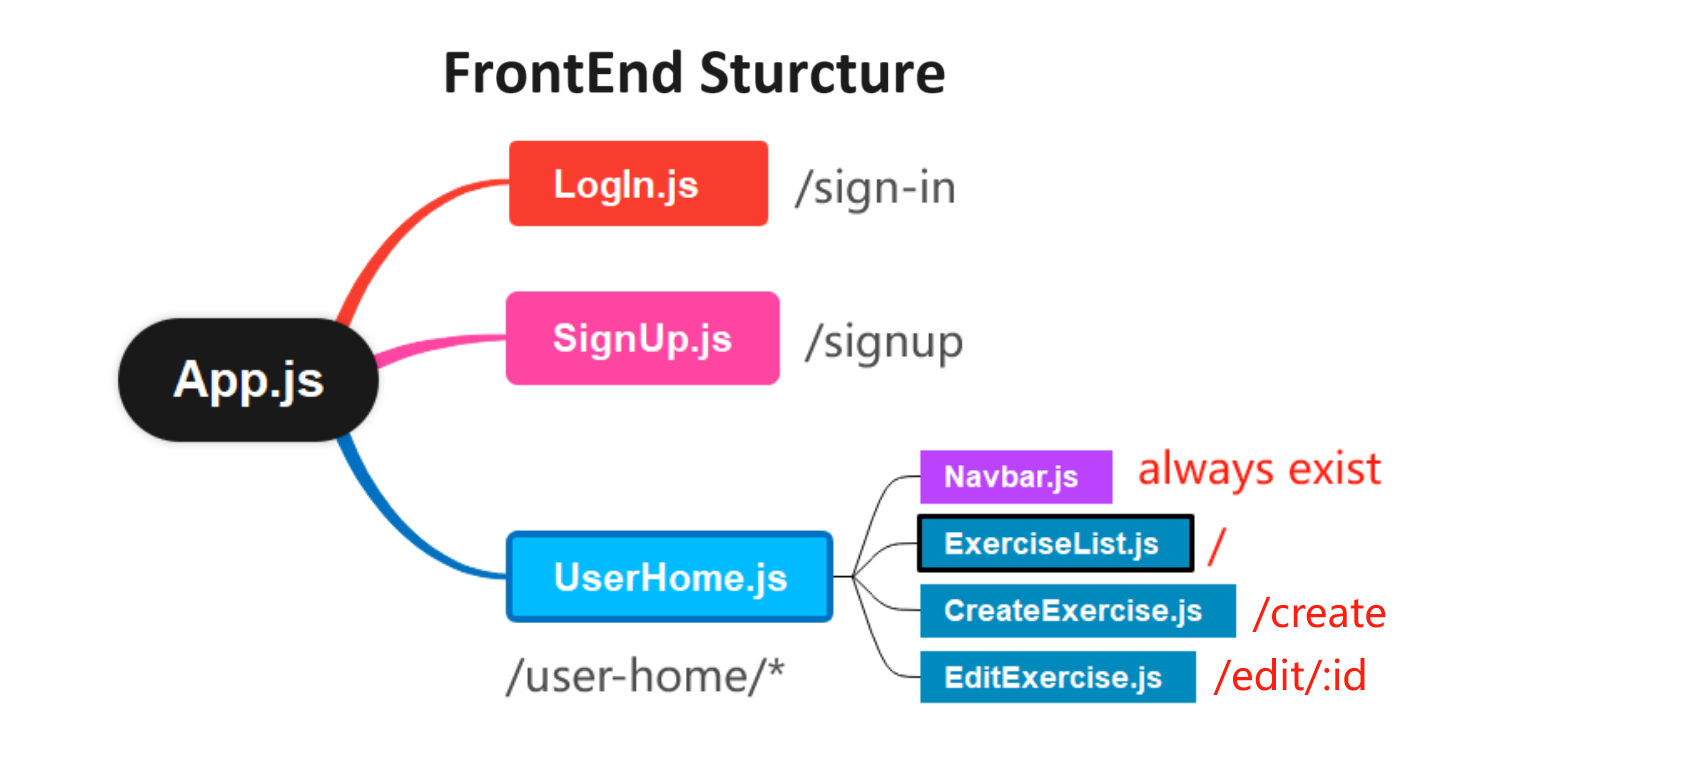 FrontEnd Sturcture
LogIn.js /sign-in
SignUp.js /signup
App.js
Navbar.js always exist
ExerciseList.js /
UserHome.js
CreateExercise.js /create
/user-home/*
EditExercise.js /edit/:id